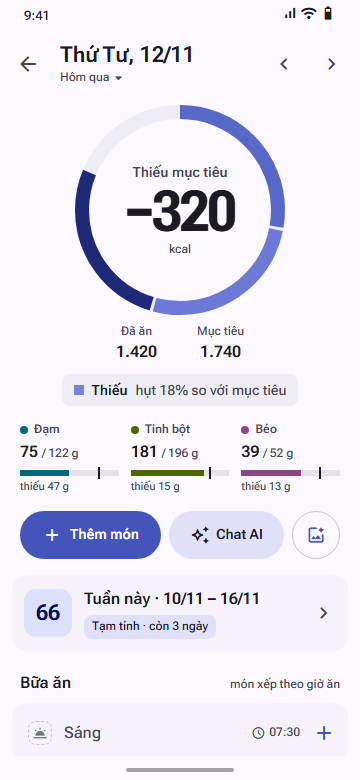 9:41
Thứ Tư, 12/11
Hôm qua
Thiếu mục tiêu
−320
kcal
Đã ăn
Mục tiêu
1.420
1.740
Thiếu hụt 18% so với mục tiêu
Đạm
Tinh bột
Béo
75 / 122 g
181 / 196 g
39 / 52 g
thiếu 47 g
thiếu 15 g
thiếu 13 g
Thêm món
Chat AI
66
Tuần này · 10/11 – 16/11
Tạm tính · còn 3 ngày
Bữa ăn
món xếp theo giờ ăn
Sáng
07:30